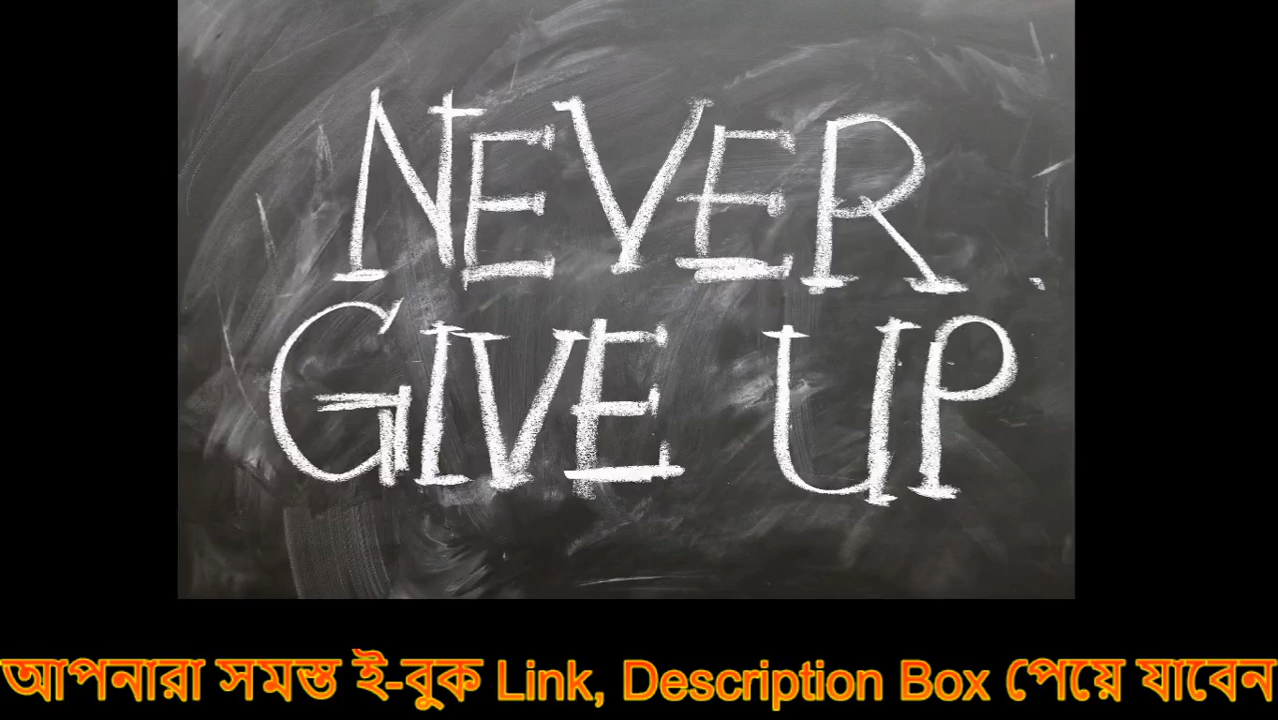 NEVER
GIVE UP
আপনারা সমস্ত ই-বুক Link, Description Box পেয়ে যাবেন